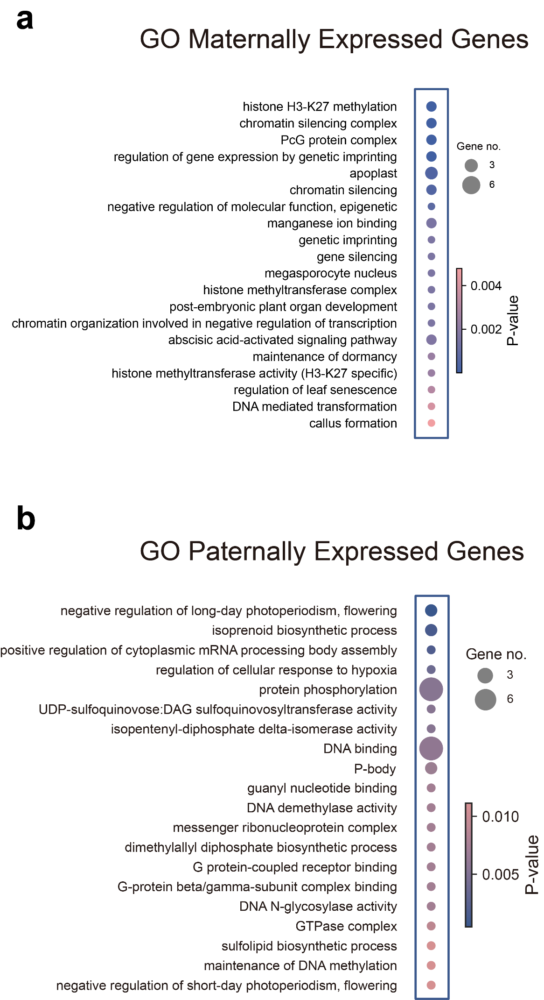 a
GO Maternally Expressed Genes
histone H3-K27 methylation
chromatin silencing complex
PcG protein complex
regulation of gene expression by genetic imprinting
apoplast
chromatin silencing
negative regulation of molecular function, epigenetic
manganese ion binding
genetic imprinting
gene silencing
megasporocyte nucleus
histone methyltransferase complex
post-embryonic plant organ development
chromatin organization involved in negative regulation of transcription
abscisic acid-activated signaling pathway
maintenance of dormancy
histone methyltransferase activity (H3-K27 specific)
regulation of leaf senescence
DNA mediated transformation
callus formation
Gene no.
3
6
0.004
0.002
P-value
b
GO Paternally Expressed Genes
negative regulation of long-day photoperiodism, flowering
isoprenoid biosynthetic process
positive regulation of cytoplasmic mRNA processing body assembly
regulation of cellular response to hypoxia
protein phosphorylation
UDP-sulfoquinovose:DAG sulfoquinovosyltransferase activity
isopentenyl-diphosphate delta-isomerase activity
DNA binding
P-body
guanyl nucleotide binding
DNA demethylase activity
messenger ribonucleoprotein complex
dimethylallyl diphosphate biosynthetic process
G protein-coupled receptor binding
G-protein beta/gamma-subunit complex binding
DNA N-glycosylase activity
GTPase complex
sulfolipid biosynthetic process
maintenance of DNA methylation
negative regulation of short-day photoperiodism, flowering
Gene no.
3
6
0.010
0.005
P-value